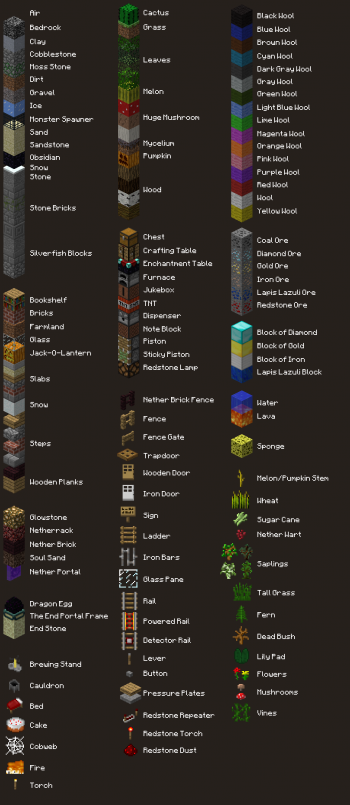 Air
Bedrock
Clay
Cobblestone
Moss Stone
Dirt
Gravel
Ice
Monster Spawner
Sand
Sandstone
Obsidian
Snow
Stone
Stone Bricks
Silverfish Blocks
Bookshelf
Bricks
Farmland
Glass
Jack-O-Lantern
Slabs
Snow
Steps
Wooden Planks
Glowstone
Netherrack
Nether Brick
Soul Sand
Nether Portal
Dragon Egg
The End Portal Frame
End Stone
Brewing Stand
Cauldron
Bed
Cake
Cobweb
Fire
Torch
Cactus
Grass
Leaves
Melon
Huge Mushroom
Mycelium
Pumpkin
Wood
Chest
Crafting Table
Enchantment Table
Furnace
Jukebox
TNT
Dispenser
Note Block
Piston
Sticky Piston
Redstone Lamp
Nether Brick Fence
Fence
Fence Gate
Trapdoor
Wooden Door
Iron Door
Sign
Ladder
Iron Bars
Glass Pane
Rail
Powered Rail
Detector Rail
Lever
Button
Pressure Plates
Redstone Repeater
Redstone Torch
Redstone Dust
Black Wool
Blue Wool
Brown Wool
Cyan Wool
Dark Gray Wool
Gray Wool
Green Wool
Light Blue Wool
Lime Wool
Magenta Wool
Orange Wool
Pink Wool
Purple Wool
Red Wool
Wool
Yellow Wool
Coal Ore
Diamond Ore
Gold Ore
Iron Ore
Lapis Lazuli Ore
Redstone Ore
Block of Diamond
Block of Gold
Block of Iron
Lapis Lazuli Block
Water
Lava
Sponge
Melon/Pumpkin Stem
Wheat
Sugar Cane
Nether Wart
Saplings
Tall Grass
Fern
Dead Bush
Lily Pad
Flowers
Mushrooms
Vines